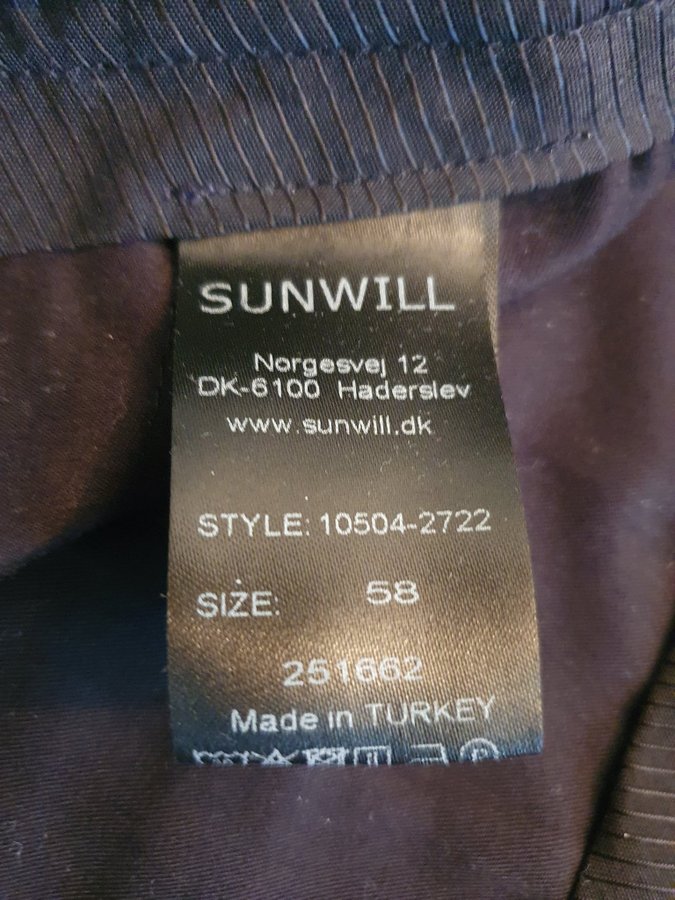 SUNWILL
Norgesvej 12
DK-6100 Haderslev
www.sunwill.dk
STYLE: 10504-2722
SIZE: 58
251662
Made in TURKEY